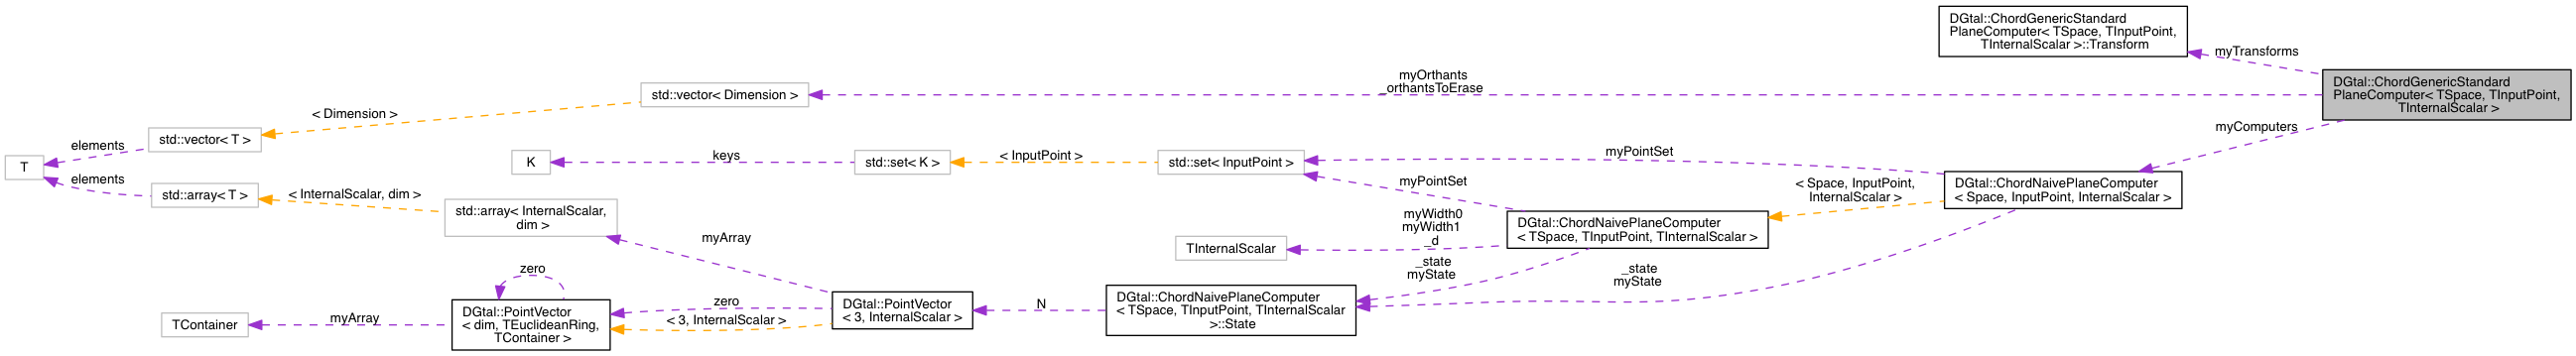 DGtal::ChordGenericStandard
PlaneComputer< TSpace, TInputPoint,
TInternalScalar >::Transform
myTransforms
DGtal::ChordGenericStandard
PlaneComputer< TSpace, TInputPoint,
TInternalScalar >
myOrthants
_orthantsToErase
std::vector< Dimension >
< Dimension >
std::vector< T >
elements
T
elements
std::array< T >
< InternalScalar, dim >
std::array< InternalScalar,
dim >
K
keys
std::set< K >
< InputPoint >
std::set< InputPoint >
myPointSet
myPointSet
myComputers
< Space, InputPoint,
InternalScalar >
DGtal::ChordNaivePlaneComputer
< Space, InputPoint, InternalScalar >
DGtal::ChordNaivePlaneComputer
< TSpace, TInputPoint, TInternalScalar >
myWidth0
myWidth1
_d
TInternalScalar
_state
myState
_state
myState
DGtal::ChordNaivePlaneComputer
< TSpace, TInputPoint, TInternalScalar
>::State
N
DGtal::PointVector
< 3, InternalScalar >
myArray
zero
< 3, InternalScalar >
zero
DGtal::PointVector
< dim, TEuclideanRing,
TContainer >
myArray
TContainer